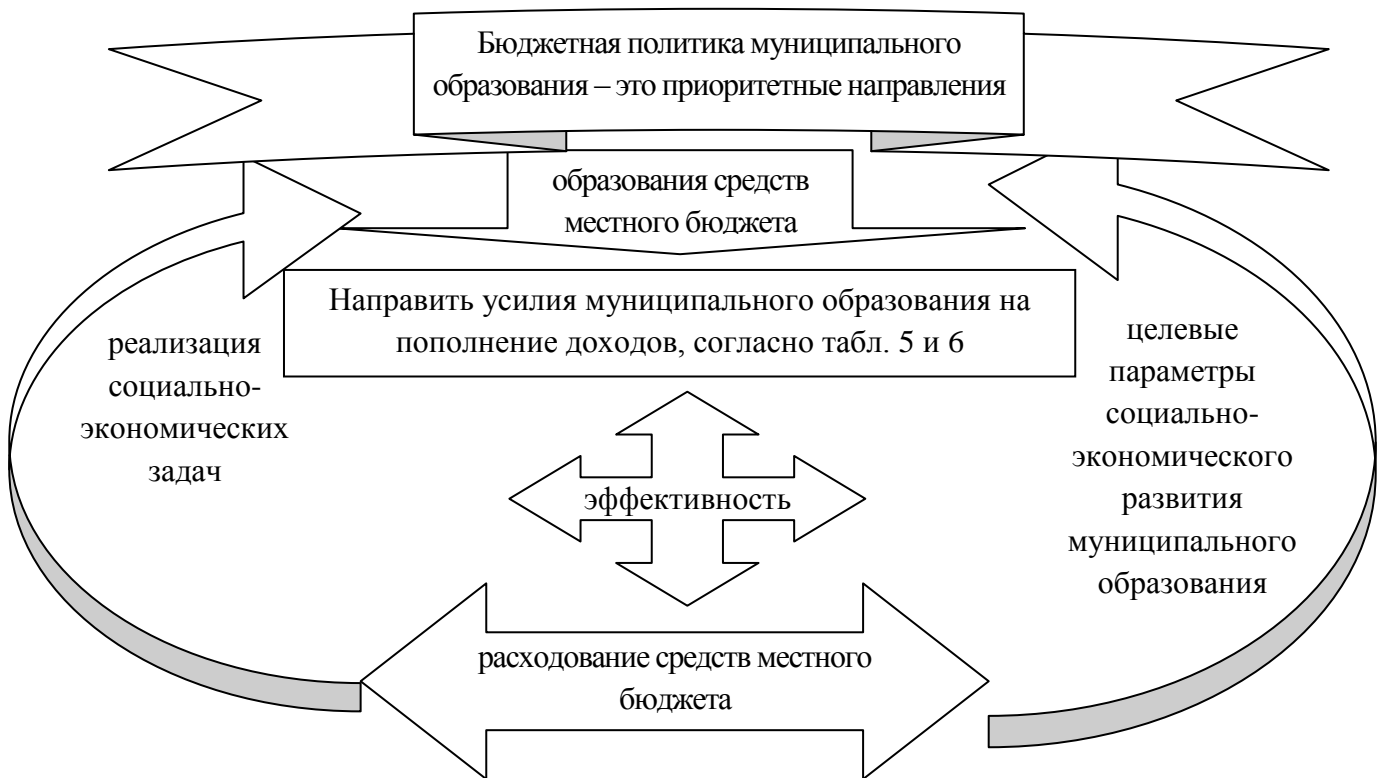 Бюджетная политика муниципального
образования – это приоритетные направления
образования средств
местного бюджета
Направить усилия муниципального образования на
пополнение доходов, согласно табл. 5 и 6
реализация
социально-
экономических
задач
целевые
параметры
социально-
экономического
развития
муниципального
образования
эффективность
расходование средств местного
бюджета